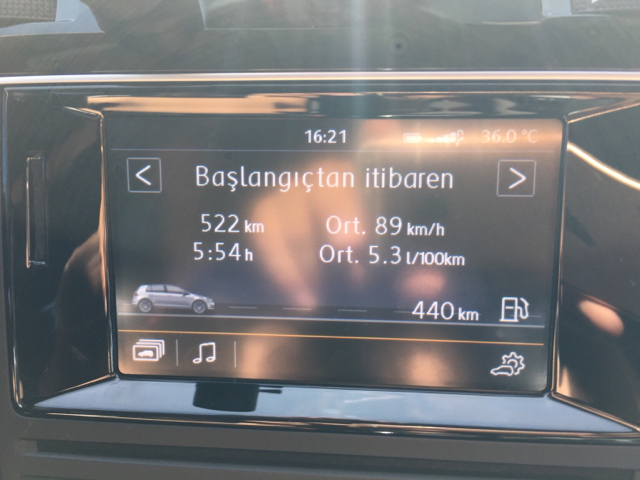 16:21 36.0 °C
< Başlangıçtan itibaren >
522 km Ort. 89 km/h
5:54 h Ort. 5.3 l/100km
440 km